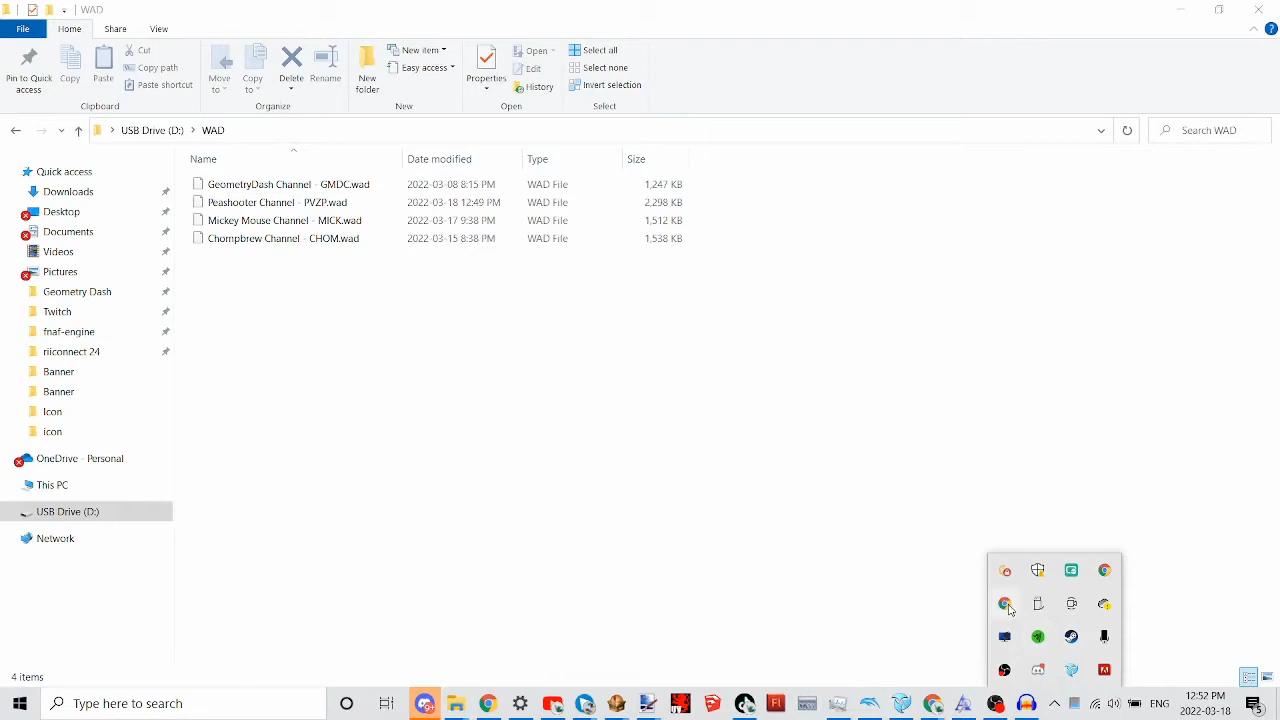 WAD
File
Home
Share
View
Pin to Quick access
Copy
Paste
Cut
Copy path
Paste shortcut
Clipboard
Move to
Copy to
Delete
Rename
Organize
New folder
New item
Easy access
New
Properties
Open
Edit
History
Open
Select all
Select none
Invert selection
Select
USB Drive (D:)
WAD
Search WAD
Name
Date modified
Type
Size
GeometryDash Channel - GMDC.wad 2022-03-08 8:15 PM WAD File 1,247 KB
Peashooter Channel - PVZP.wad 2022-03-18 12:49 PM WAD File 2,298 KB
Mickey Mouse Channel - MICK.wad 2022-03-17 9:38 PM WAD File 1,512 KB
Chompbrew Channel - CHOM.wad 2022-03-15 8:38 PM WAD File 1,538 KB
Quick access
Downloads
Desktop
Documents
Videos
Pictures
Geometry Dash
Twitch
fnaf-engine
riiconnect 24
Banner
Banner
Icon
icon
OneDrive - Personal
This PC
USB Drive (D:)
Network
4 items
Type here to search
ENG
12:52 PM
2022-03-18
5